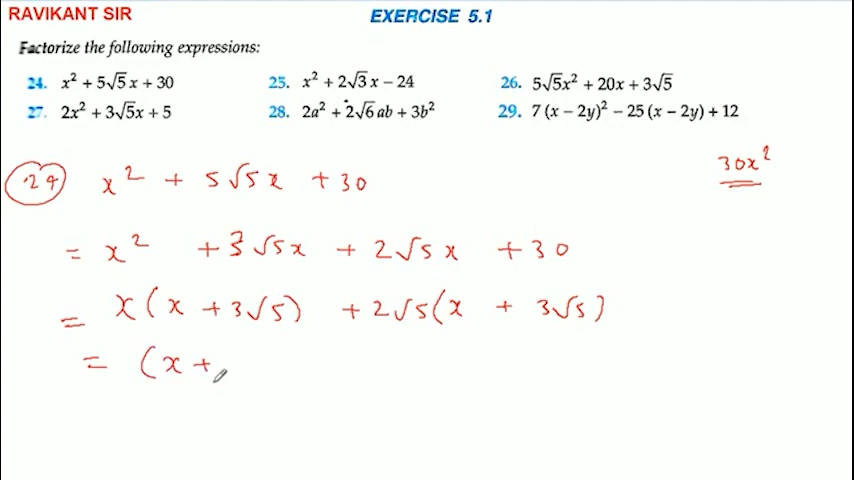 RAVIKANT SIR
EXERCISE 5.1
Factorize the following expressions:
24. x² + 5√5 x + 30 25. x² + 2√3 x − 24 26. 5√5x² + 20x + 3√5
27. 2x² + 3√5x + 5 28. 2a² + 2√6 ab + 3b² 29. 7 (x − 2y)² − 25 (x − 2y) + 12
24 x² + 5√5x + 30
30x²
= x² + 3√5x + 2√5x + 30
= x(x + 3√5) + 2√5(x + 3√5)
= (x +